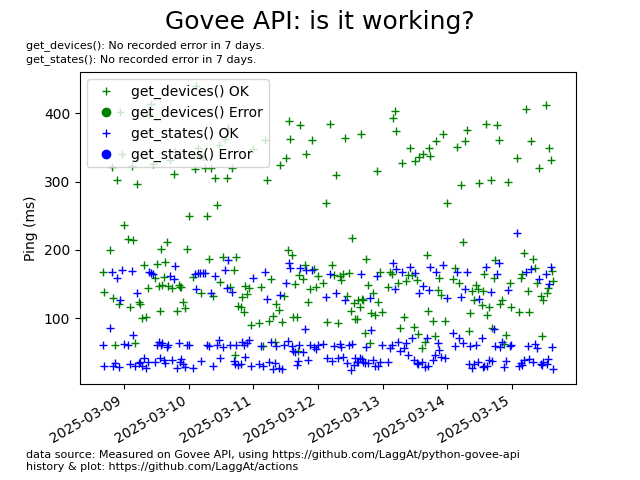 Govee API: is it working?
get_devices(): No recorded error in 7 days.
get_states(): No recorded error in 7 days.
get_devices() OK
get_devices() Error
get_states() OK
get_states() Error
Ping (ms)
400
300
200
100
2025-03-09
2025-03-10
2025-03-11
2025-03-12
2025-03-13
2025-03-14
2025-03-15
data source: Measured on Govee API, using https://github.com/LaggAt/python-govee-api
history & plot: https://github.com/LaggAt/actions